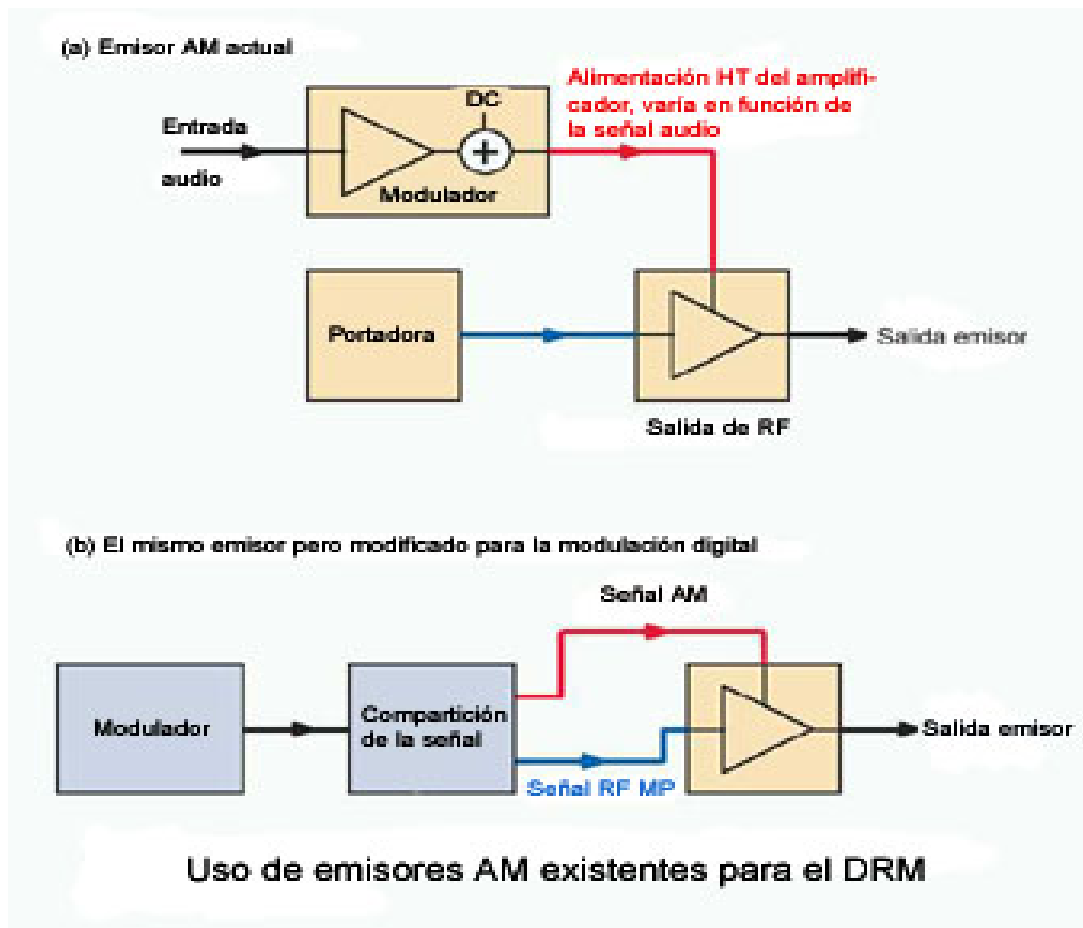 (a) Emisor AM actual
Alimentación HT del amplifi-
cador, varía en función de
la señal audio
DC
Entrada
audio
+
Modulador
Portadora
Salida emisor
Salida de RF
(b) El mismo emisor pero modificado para la modulación digital
Señal AM
Modulador
Compartición
de la señal
Salida emisor
Señal RF MP
Uso de emisores AM existentes para el DRM